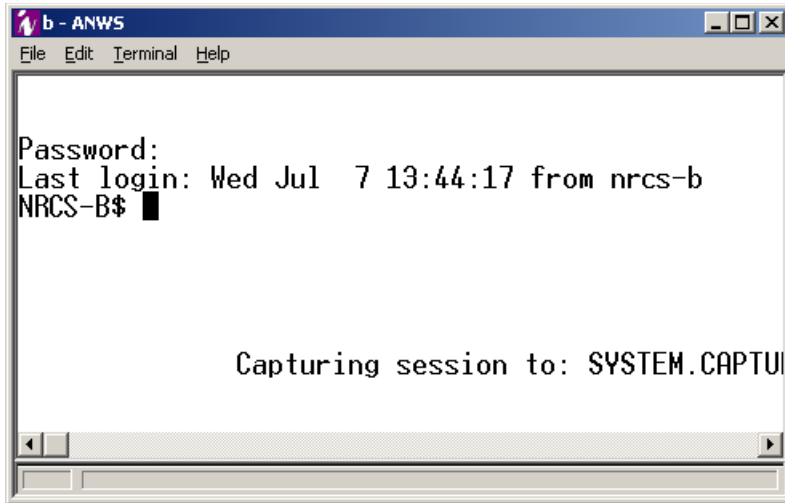 b - ANWS
File Edit Terminal Help
Password:
Last login: Wed Jul  7 13:44:17 from nrcs-b
NRCS-B$
Capturing session to: SYSTEM.CAPTU